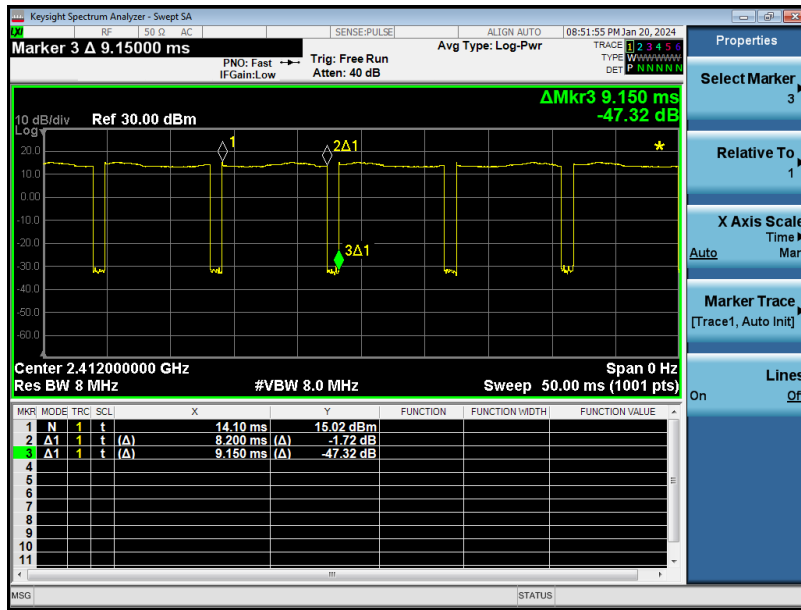 Keysight Spectrum Analyzer - Swept SA
LXI
RF
50 Ω
AC
SENSE:PULSE
ALIGN AUTO
08:51:55 PM Jan 20, 2024
Marker 3 Δ 9.15000 ms
PNO: Fast
IFGain:Low
Trig: Free Run
Atten: 40 dB
Avg Type: Log-Pwr
TRACE 1 2 3 4 5 6
TYPE WWWWWW
DET P N N N N N
ΔMkr3 9.150 ms
-47.32 dB
10 dB/div
Log
Ref 30.00 dBm
20.0
10.0
0.00
-10.0
-20.0
-30.0
-40.0
-50.0
-60.0
1
2Δ1
3Δ1
*
Center 2.412000000 GHz
Span 0 Hz
Res BW 8 MHz
#VBW 8.0 MHz
Sweep 50.00 ms (1001 pts)
MKR MODE TRC SCL X Y FUNCTION FUNCTION WIDTH FUNCTION VALUE
1 N 1 t 14.10 ms 15.02 dBm
2 Δ1 1 t (Δ) 8.200 ms (Δ) -1.72 dB
3 Δ1 1 t (Δ) 9.150 ms (Δ) -47.32 dB
4
5
6
7
8
9
10
11
MSG
STATUS
Properties
Select Marker
3
Relative To
1
X Axis Scale
Time
Auto
Man
Marker Trace
[Trace1, Auto Init]
Lines
On
Off